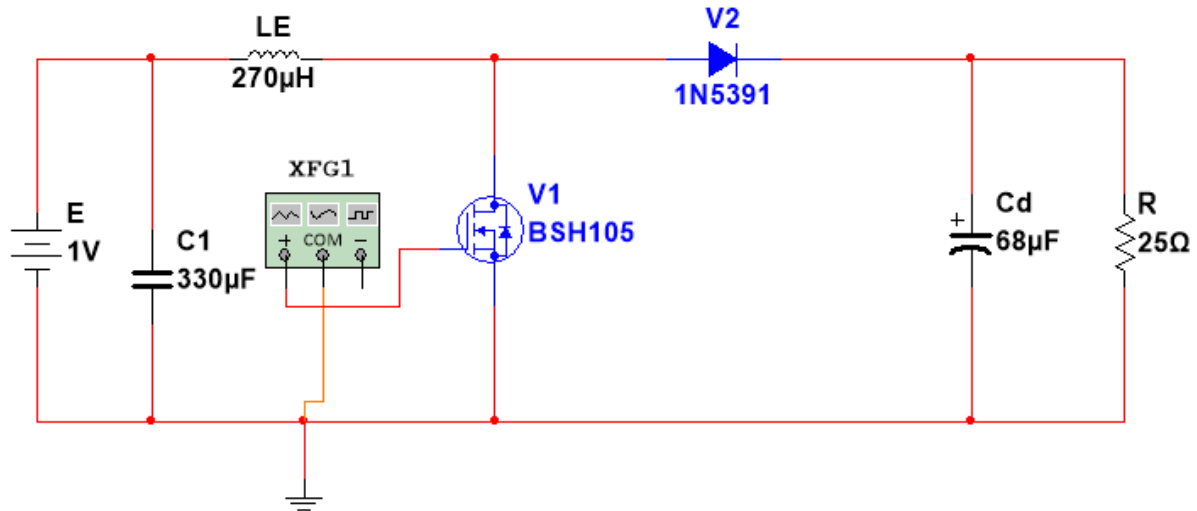 LE
270µH
V2
1N5391
XFG1
+ COM −
E
1V
C1
330µF
V1
BSH105
+
Cd
68µF
R
25Ω